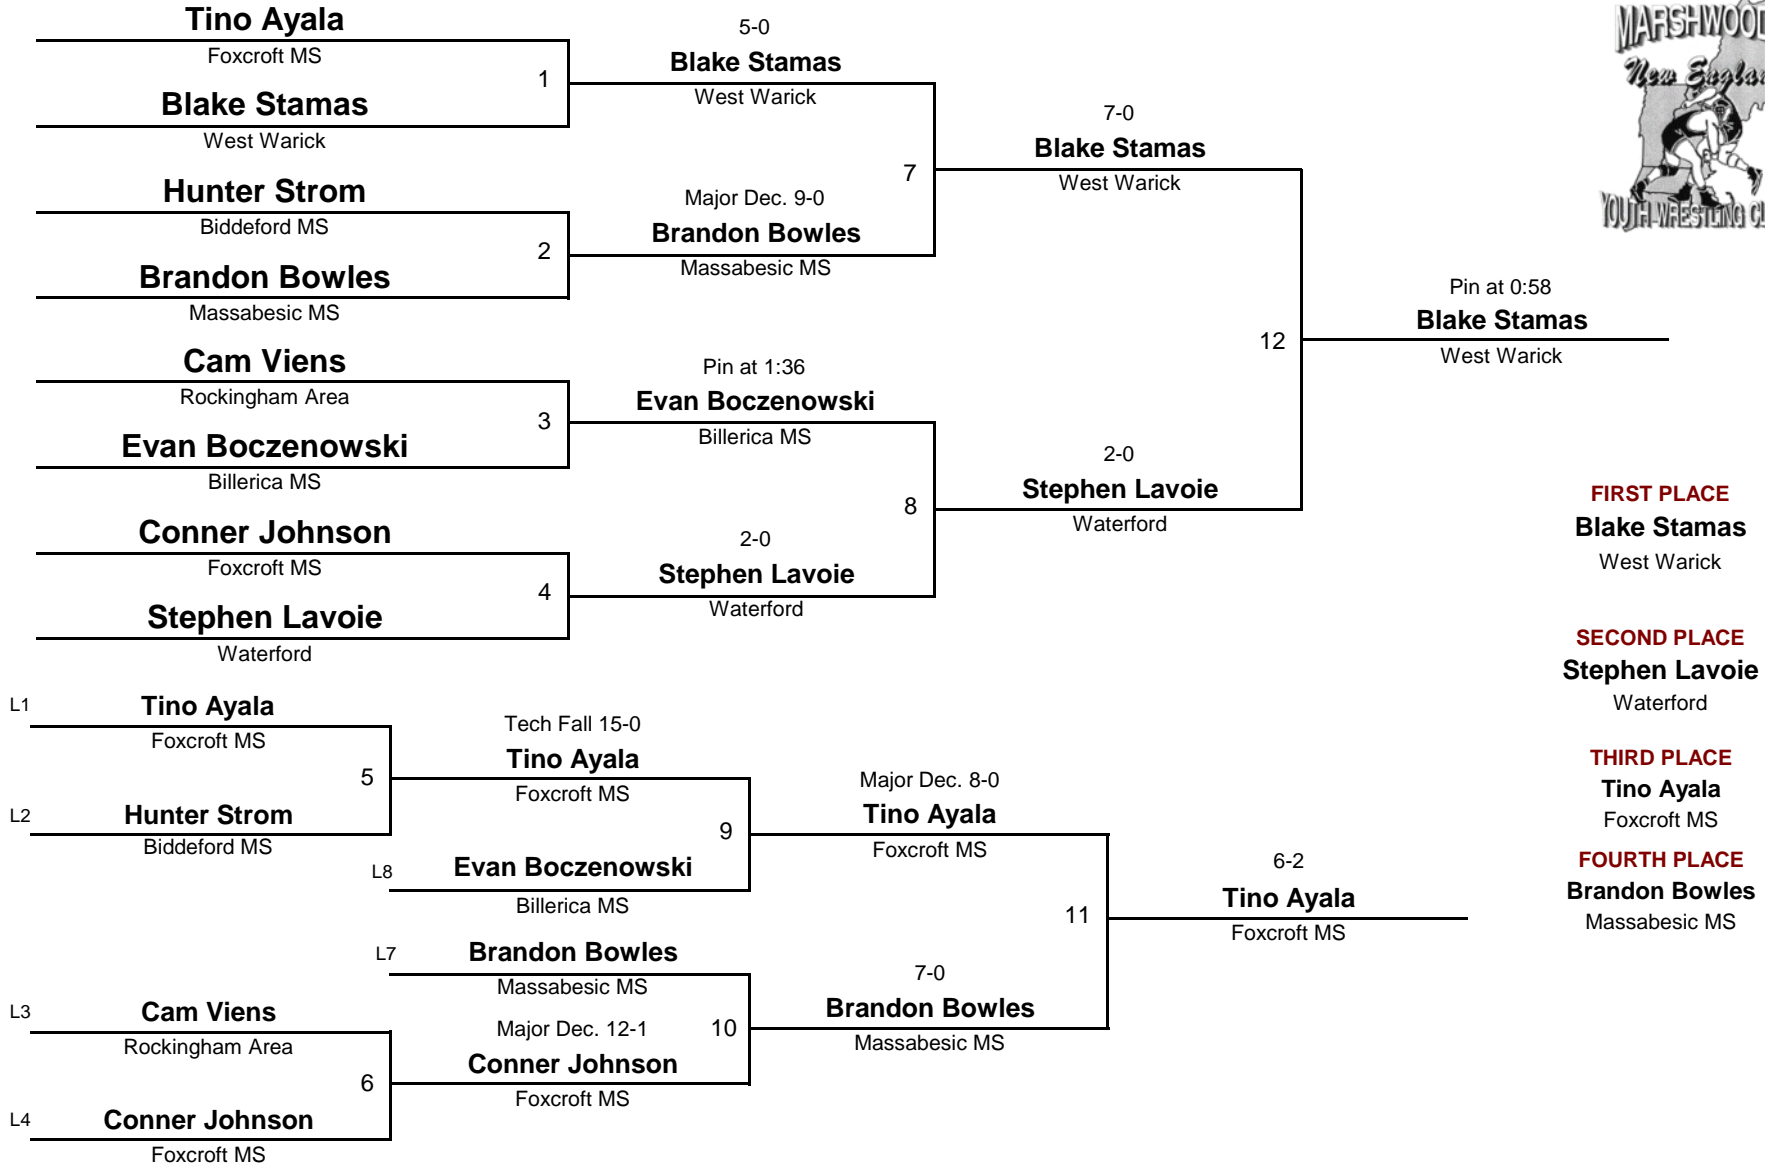 Tino Ayala
Foxcroft MS
1
Blake Stamas
West Warick
Hunter Strom
Biddeford MS
2
Brandon Bowles
Massabesic MS
Cam Viens
Rockingham Area
3
Evan Boczenowski
Billerica MS
Conner Johnson
Foxcroft MS
4
Stephen Lavoie
Waterford
5-0
Blake Stamas
West Warick
7
Major Dec. 9-0
Brandon Bowles
Massabesic MS
Pin at 1:36
Evan Boczenowski
Billerica MS
8
2-0
Stephen Lavoie
Waterford
7-0
Blake Stamas
West Warick
12
2-0
Stephen Lavoie
Waterford
Pin at 0:58
Blake Stamas
West Warick
MARSHWOOD
New
YOUTH WRESTLING
FIRST PLACE
Blake Stamas
West Warick
SECOND PLACE
Stephen Lavoie
Waterford
THIRD PLACE
Tino Ayala
Foxcroft MS
FOURTH PLACE
Brandon Bowles
Massabesic MS
L1
Tino Ayala
Foxcroft MS
5
L2
Hunter Strom
Biddeford MS
L3
Cam Viens
Rockingham Area
6
L4
Conner Johnson
Foxcroft MS
Tech Fall 15-0
Tino Ayala
Foxcroft MS
9
L8
Evan Boczenowski
Billerica MS
L7
Brandon Bowles
Massabesic MS
Major Dec. 12-1
10
Conner Johnson
Foxcroft MS
Major Dec. 8-0
Tino Ayala
Foxcroft MS
11
7-0
Brandon Bowles
Massabesic MS
6-2
Tino Ayala
Foxcroft MS